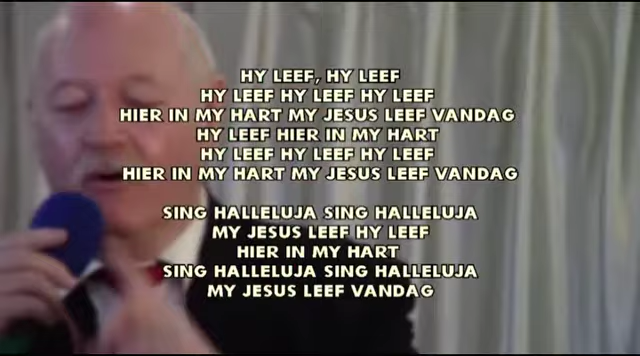 HY LEEF, HY LEEF
HY LEEF HY LEEF HY LEEF
HIER IN MY HART MY JESUS LEEF VANDAG
HY LEEF HIER IN MY HART
HY LEEF HY LEEF HY LEEF
HIER IN MY HART MY JESUS LEEF VANDAG
SING HALLELUJA SING HALLELUJA
MY JESUS LEEF HY LEEF
HIER IN MY HART
SING HALLELUJA SING HALLELUJA
MY JESUS LEEF VANDAG